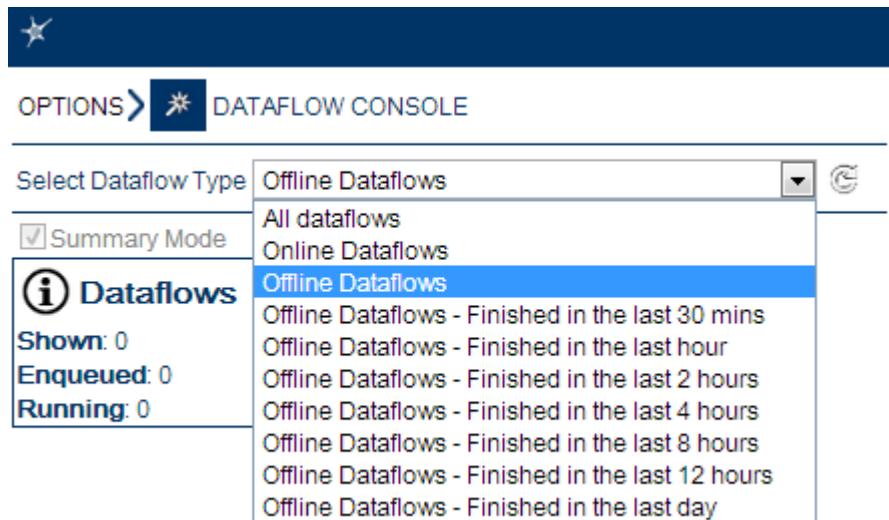 OPTIONS DATAFLOW CONSOLE
Select Dataflow Type Offline Dataflows
All dataflows
Online Dataflows
Offline Dataflows
Offline Dataflows - Finished in the last 30 mins
Offline Dataflows - Finished in the last hour
Offline Dataflows - Finished in the last 2 hours
Offline Dataflows - Finished in the last 4 hours
Offline Dataflows - Finished in the last 8 hours
Offline Dataflows - Finished in the last 12 hours
Offline Dataflows - Finished in the last day
Summary Mode
Dataflows
Shown: 0
Enqueued: 0
Running: 0